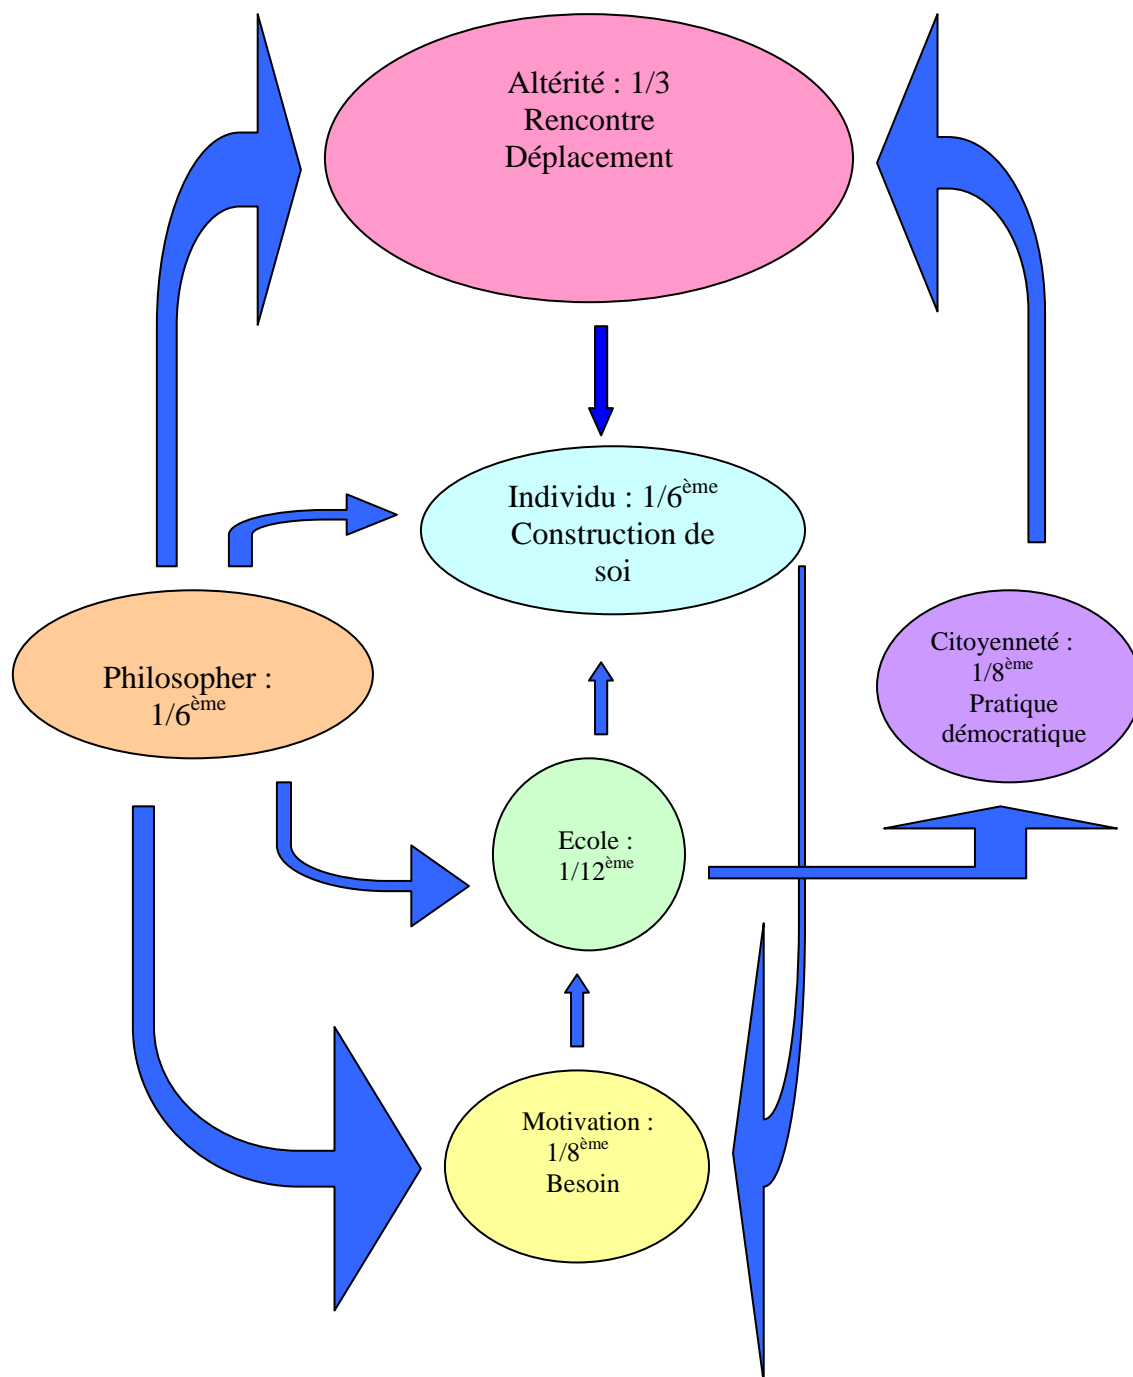 Altérité : 1/3
Rencontre
Déplacement
Individu : 1/6ème
Construction de
soi
Philosopher :
1/6ème
Citoyenneté :
1/8ème
Pratique
démocratique
Ecole :
1/12ème
Motivation :
1/8ème
Besoin